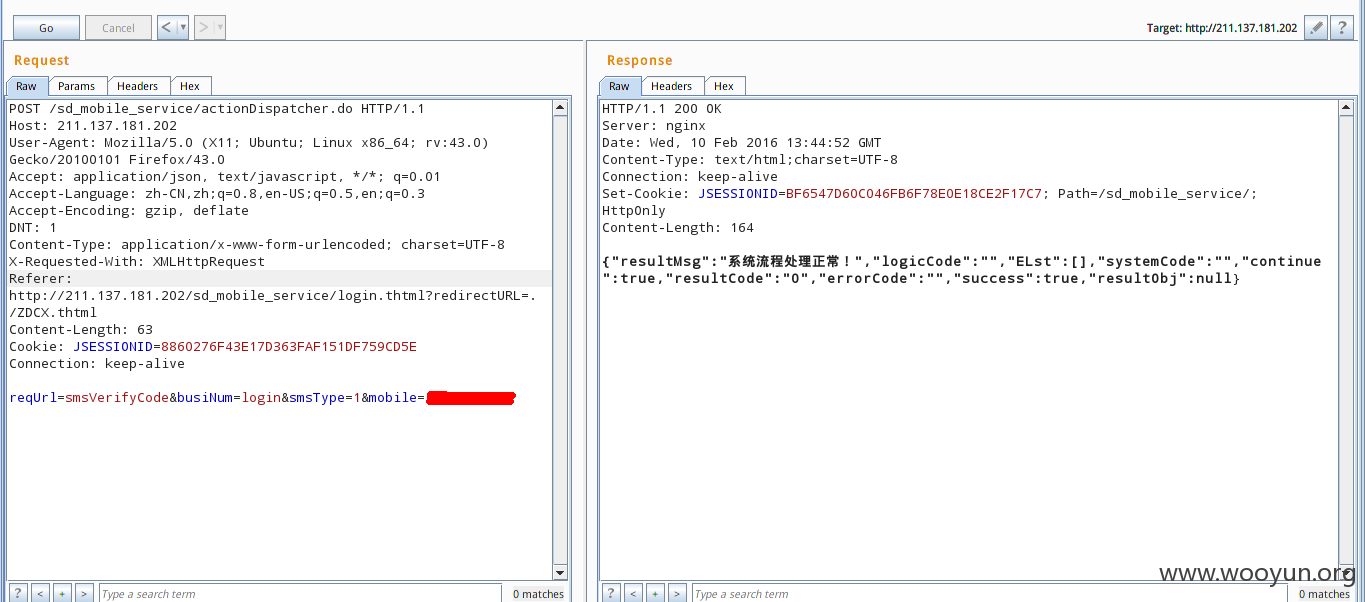 Go Cancel < ▾ > ▾ Target: http://211.137.181.202 ?
Request
Raw Params Headers Hex
POST /sd_mobile_service/actionDispatcher.do HTTP/1.1
Host: 211.137.181.202
User-Agent: Mozilla/5.0 (X11; Ubuntu; Linux x86_64; rv:43.0)
Gecko/20100101 Firefox/43.0
Accept: application/json, text/javascript, */*; q=0.01
Accept-Language: zh-CN,zh;q=0.8,en-US;q=0.5,en;q=0.3
Accept-Encoding: gzip, deflate
DNT: 1
Content-Type: application/x-www-form-urlencoded; charset=UTF-8
X-Requested-With: XMLHttpRequest
Referer:
http://211.137.181.202/sd_mobile_service/login.thtml?redirectURL=.
/ZDCX.thtml
Content-Length: 63
Cookie: JSESSIONID=8860276F43E17D363FAF151DF759CD5E
Connection: keep-alive
reqUrl=smsVerifyCode&busiNum=login&smsType=1&mobile=
? < + > Type a search term 0 matches
Response
Raw Headers Hex
HTTP/1.1 200 OK
Server: nginx
Date: Wed, 10 Feb 2016 13:44:52 GMT
Content-Type: text/html;charset=UTF-8
Connection: keep-alive
Set-Cookie: JSESSIONID=BF6547D60C046FB6F78E0E18CE2F17C7; Path=/sd_mobile_service/;
HttpOnly
Content-Length: 164
{"resultMsg":"系统流程处理正常！","logicCode":"","ELst":[],"systemCode":"","continue
":true,"resultCode":"0","errorCode":"","success":true,"resultObj":null}
? < + > Type a search term 0 matches
www.wooyun.org